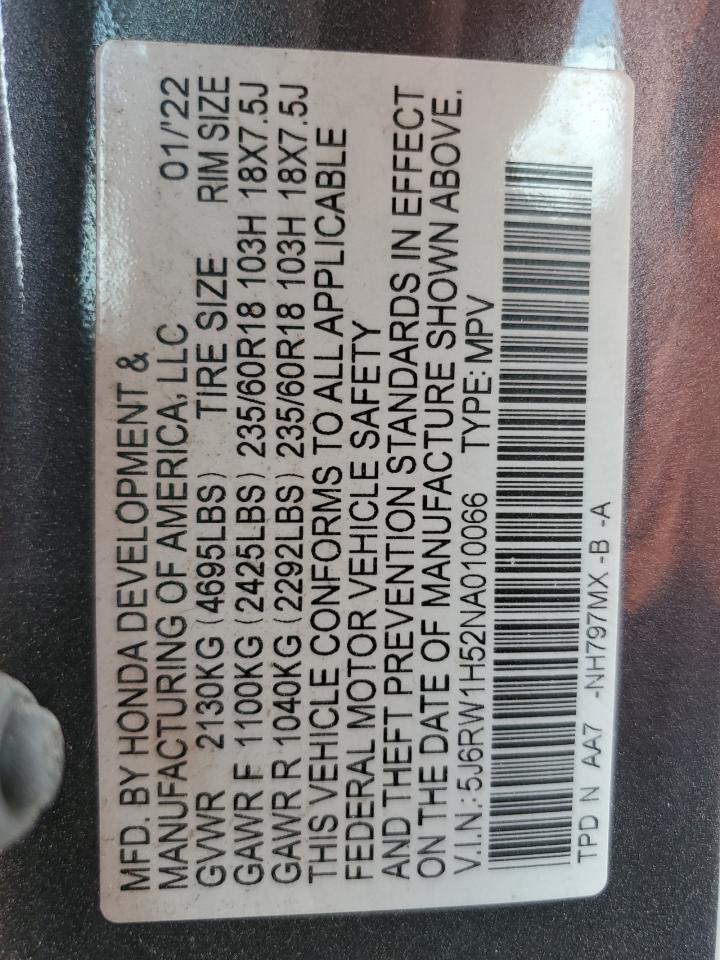 MFD. BY HONDA DEVELOPMENT &
MANUFACTURING OF AMERICA, LLC 01/'22
GVWR 2130KG (4695LBS) TIRE SIZE RIM SIZE
GAWR F 1100KG (2425LBS) 235/60R18 103H 18X7.5J
GAWR R 1040KG (2292LBS) 235/60R18 103H 18X7.5J
THIS VEHICLE CONFORMS TO ALL APPLICABLE
FEDERAL MOTOR VEHICLE SAFETY
AND THEFT PREVENTION STANDARDS IN EFFECT
ON THE DATE OF MANUFACTURE SHOWN ABOVE.
V.I.N.: 5J6RW1H52NA010066 TYPE: MPV
TPD N AA7 -NH797MX -B -A